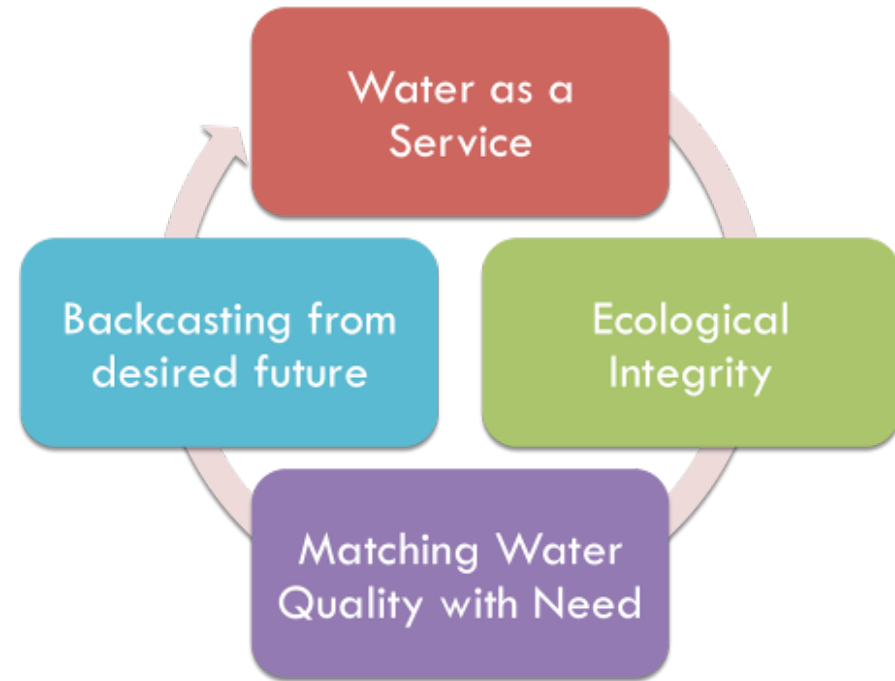 Water as a
Service
Ecological
Integrity
Matching Water
Quality with Need
Backcasting from
desired future